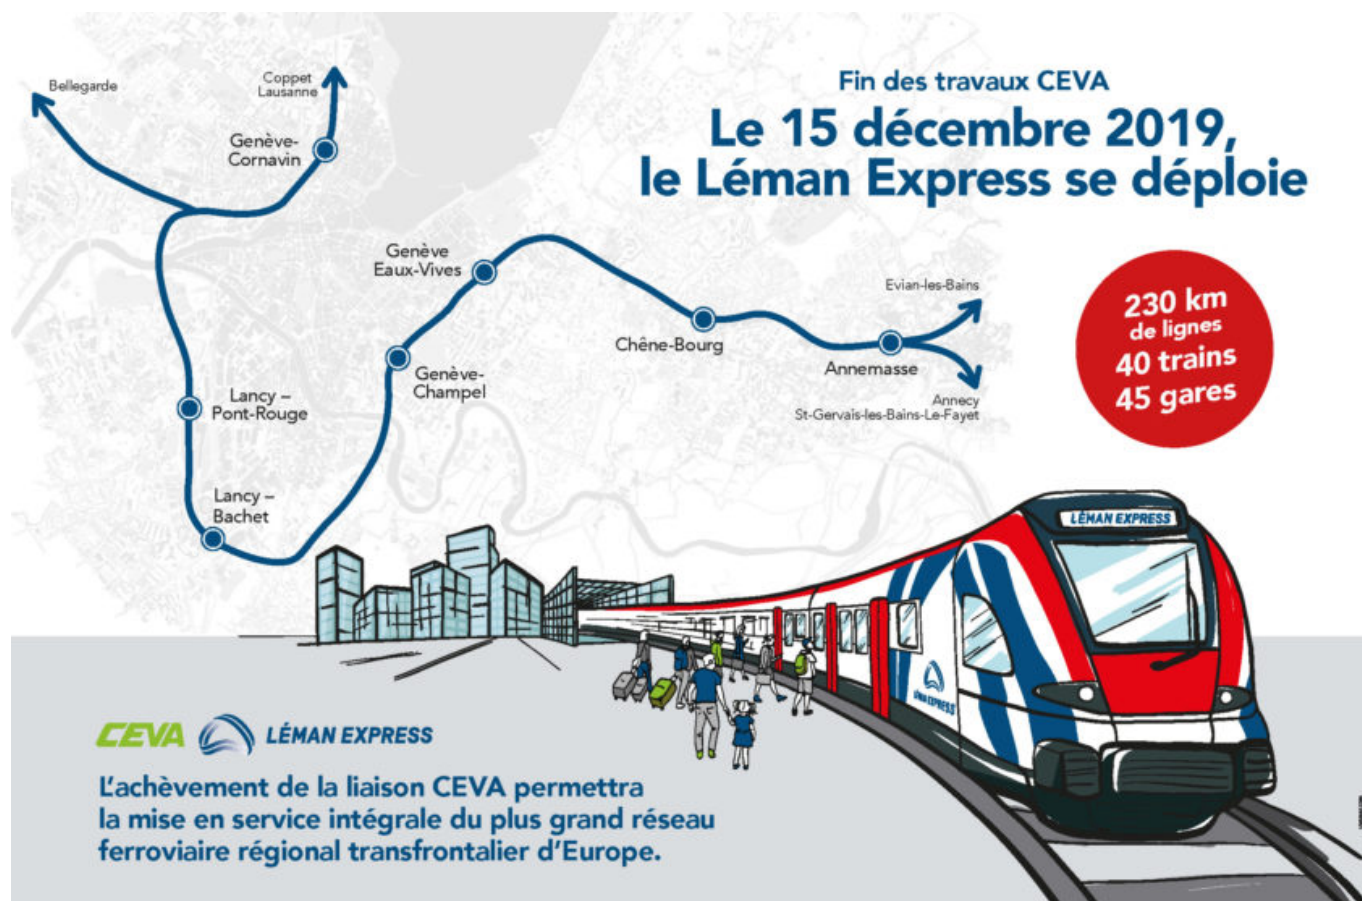 Bellegarde
Coppet
Lausanne
Genève-
Cornavin
Fin des travaux CEVA
Le 15 décembre 2019,
le Léman Express se déploie
Genève
Eaux-Vives
Evian-les-Bains
230 km
de lignes
40 trains
45 gares
Chêne-Bourg
Annemasse
Genève-
Champel
Lancy –
Pont-Rouge
Annecy
St-Gervais-les-Bains-Le-Fayet
Lancy –
Bachet
LÉMAN EXPRESS
LÉMAN EXPRESS
CEVA LÉMAN EXPRESS
L'achèvement de la liaison CEVA permettra
la mise en service intégrale du plus grand réseau
ferroviaire régional transfrontalier d'Europe.